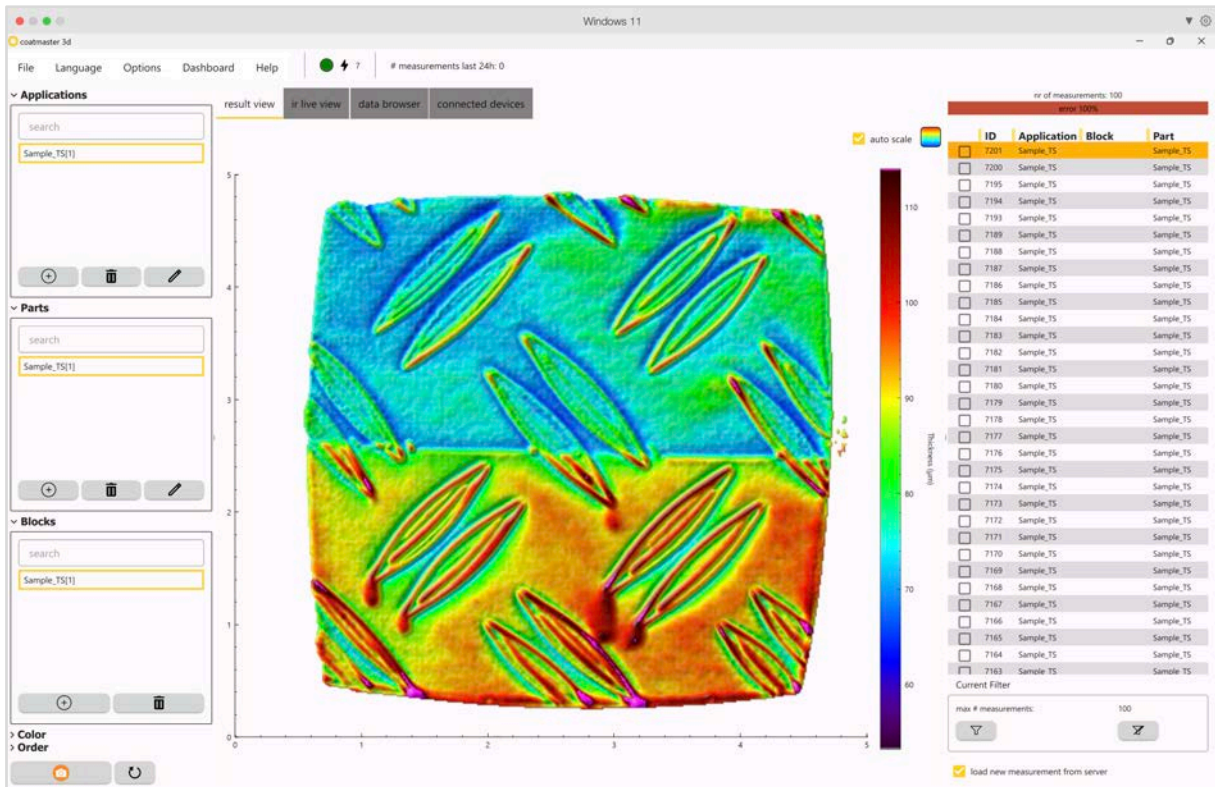 Windows 11
coatmaster 3d
File Language Options Dashboard Help 7 # measurements last 24h: 0
Applications
search
Sample_TS[1]
Parts
search
Sample_TS[1]
Blocks
search
Sample_TS[1]
Color
Order
result view ir live view data browser connected devices
auto scale
5
4
3
2
1
0
0 1 2 3 4 5
110
100
90
80
70
60
Thickness (µm)
nr of measurements: 100
error 100%
ID Application Block Part
7201 Sample_TS Sample_TS
7200 Sample_TS Sample_TS
7195 Sample_TS Sample_TS
7194 Sample_TS Sample_TS
7193 Sample_TS Sample_TS
7189 Sample_TS Sample_TS
7188 Sample_TS Sample_TS
7187 Sample_TS Sample_TS
7186 Sample_TS Sample_TS
7185 Sample_TS Sample_TS
7184 Sample_TS Sample_TS
7183 Sample_TS Sample_TS
7182 Sample_TS Sample_TS
7181 Sample_TS Sample_TS
7180 Sample_TS Sample_TS
7179 Sample_TS Sample_TS
7178 Sample_TS Sample_TS
7177 Sample_TS Sample_TS
7176 Sample_TS Sample_TS
7175 Sample_TS Sample_TS
7174 Sample_TS Sample_TS
7173 Sample_TS Sample_TS
7172 Sample_TS Sample_TS
7171 Sample_TS Sample_TS
7170 Sample_TS Sample_TS
7169 Sample_TS Sample_TS
7168 Sample_TS Sample_TS
7167 Sample_TS Sample_TS
7166 Sample_TS Sample_TS
7165 Sample_TS Sample_TS
7164 Sample_TS Sample_TS
7163 Sample_TS Sample_TS
Current Filter
max # measurements: 100
load new measurement from server